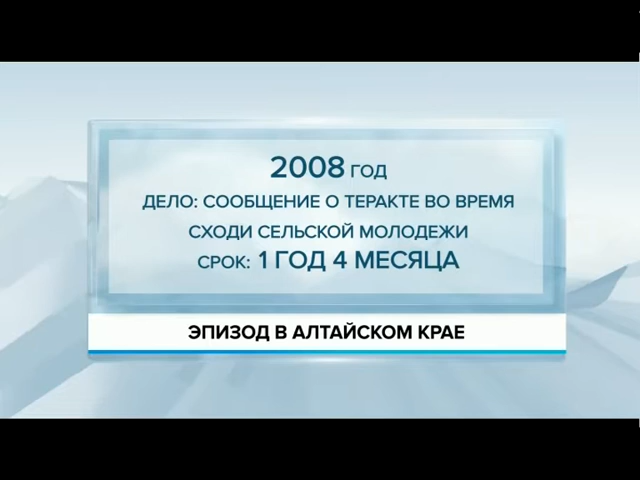 2008 ГОД
ДЕЛО: СООБЩЕНИЕ О ТЕРАКТЕ ВО ВРЕМЯ
СХОДИ СЕЛЬСКОЙ МОЛОДЕЖИ
СРОК: 1 ГОД 4 МЕСЯЦА
ЭПИЗОД В АЛТАЙСКОМ КРАЕ